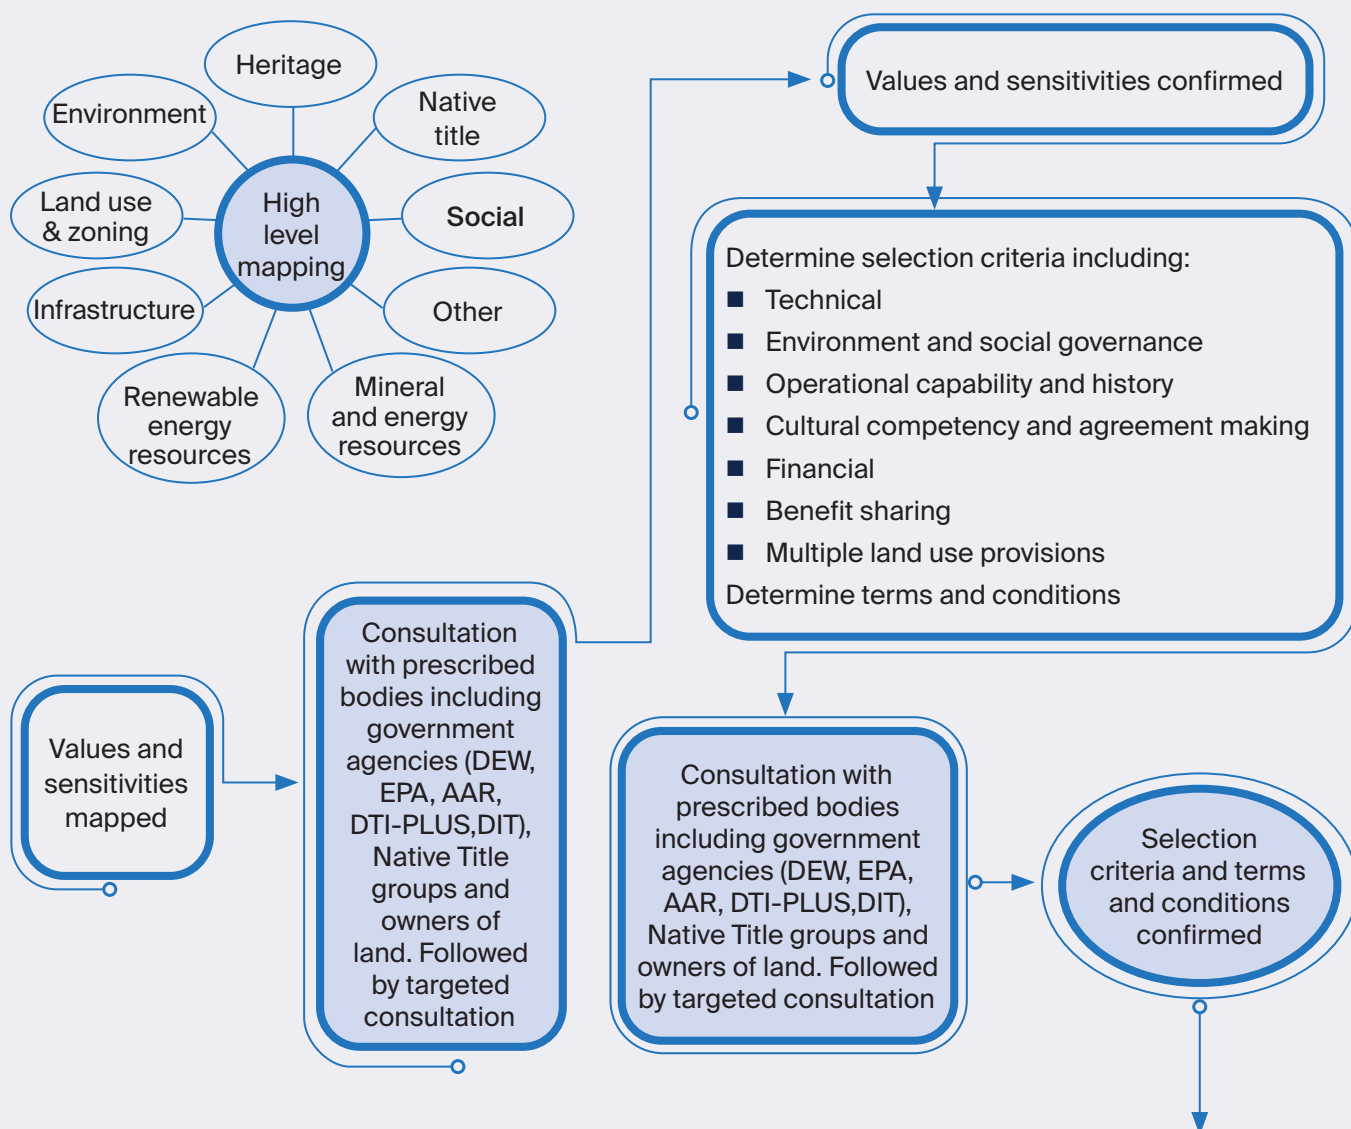 Heritage
Environment
Native
title
Land use
& zoning
High
level
mapping
Social
Infrastructure
Other
Renewable
energy
resources
Mineral
and energy
resources
Values and
sensitivities
mapped
Consultation
with prescribed
bodies including
government
agencies (DEW,
EPA, AAR,
DTI-PLUS,DIT),
Native Title
groups and
owners of
land. Followed
by targeted
consultation
Values and sensitivities confirmed
Determine selection criteria including:
■ Technical
■ Environment and social governance
■ Operational capability and history
■ Cultural competency and agreement making
■ Financial
■ Benefit sharing
■ Multiple land use provisions
Determine terms and conditions
Consultation with
prescribed bodies
including government
agencies (DEW, EPA,
AAR, DTI-PLUS,DIT),
Native Title groups and
owners of land. Followed
by targeted consultation
Selection
criteria and terms
and conditions
confirmed